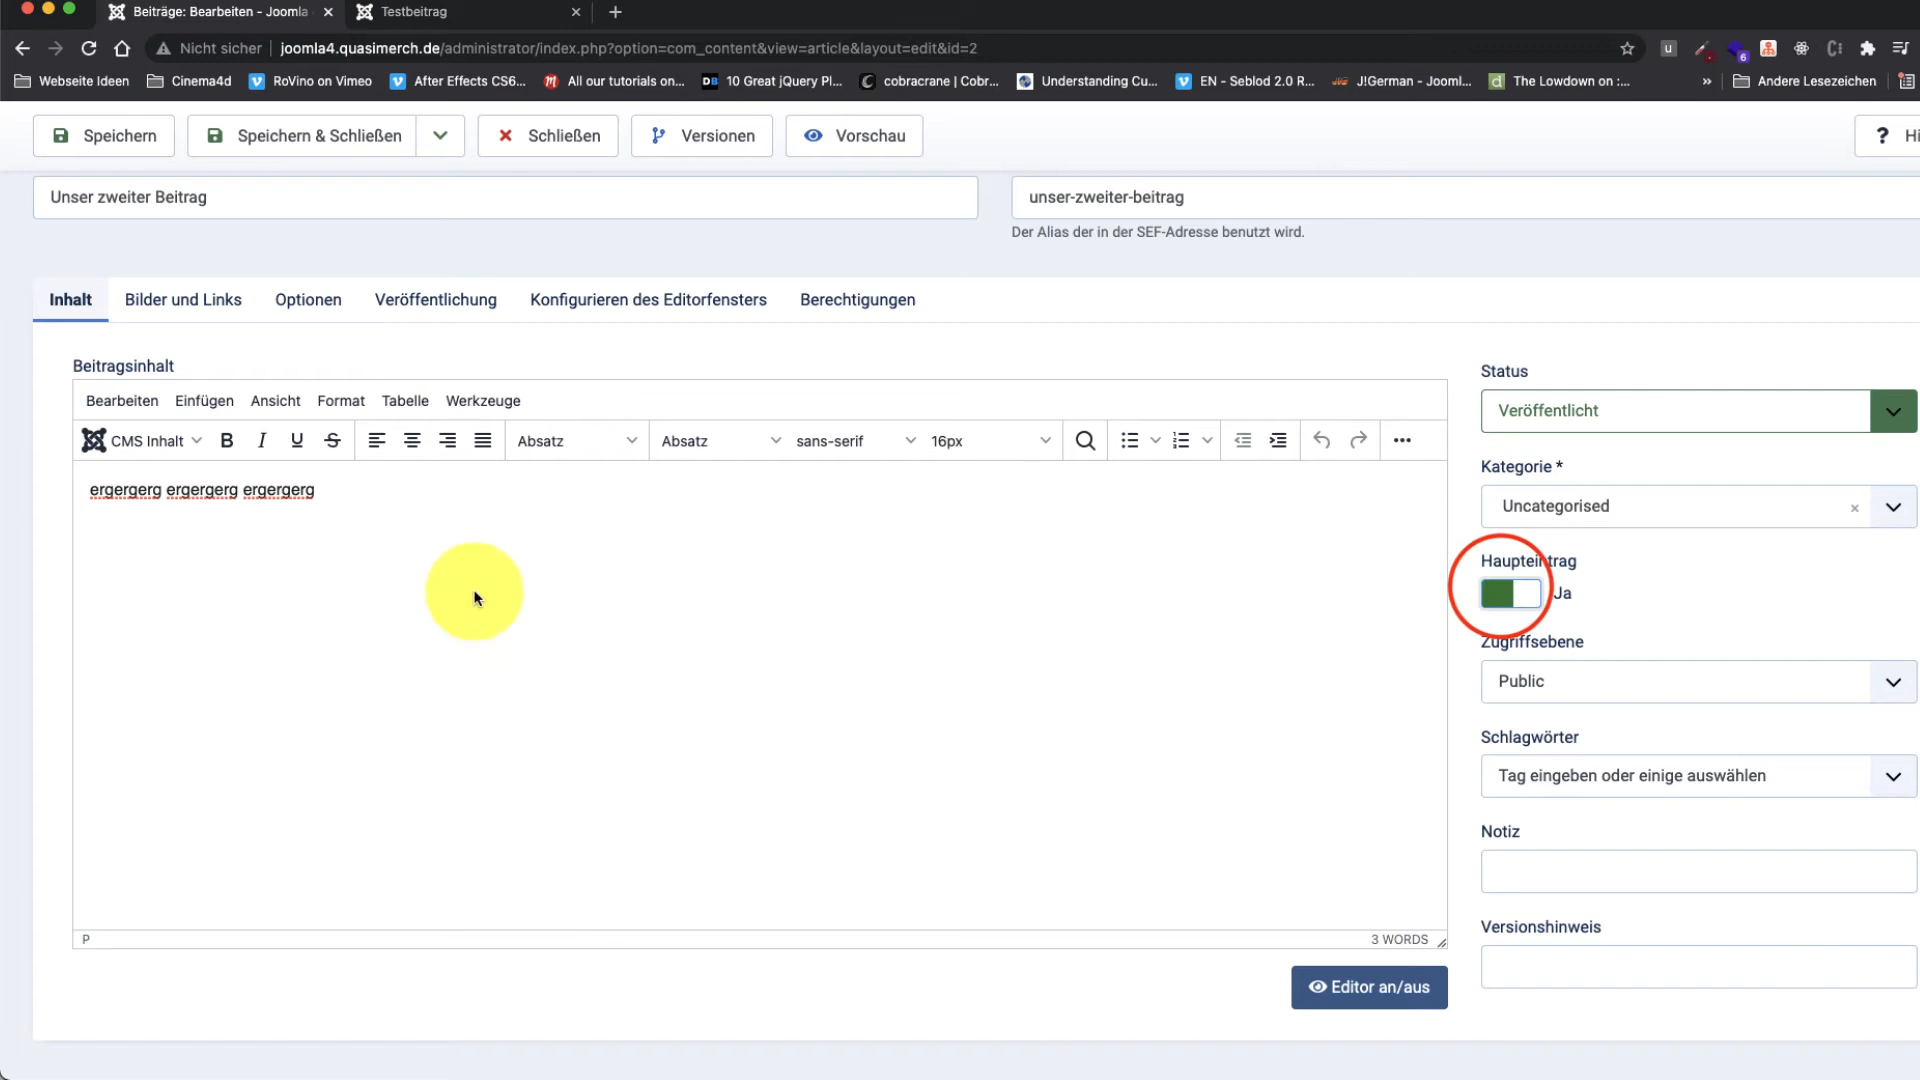 Beiträge: Bearbeiten - Joomla
Testbeitrag
Nicht sicher
joomla4.quasimerch.de/administrator/index.php?option=com_content&view=article&layout=edit&id=2
Webseite Ideen
Cinema4d
RoVino on Vimeo
After Effects CS6...
All our tutorials on...
10 Great jQuery Pl...
cobracrane | Cobr...
Understanding Cu...
EN - Seblod 2.0 R...
J!German - Jooml...
The Lowdown on :...
» Andere Lesezeichen
Speichern
Speichern & Schließen
Schließen
Versionen
Vorschau
? Hi
Unser zweiter Beitrag
unser-zweiter-beitrag
Der Alias der in der SEF-Adresse benutzt wird.
Inhalt
Bilder und Links
Optionen
Veröffentlichung
Konfigurieren des Editorfensters
Berechtigungen
Beitragsinhalt
Bearbeiten Einfügen Ansicht Format Tabelle Werkzeuge
CMS Inhalt
B I U S
Absatz
Absatz
sans-serif
16px
ergergerg ergergerg ergergerg
P
3 WORDS
Editor an/aus
Status
Veröffentlicht
Kategorie *
Uncategorised
Haupteintrag
Ja
Zugriffsebene
Public
Schlagwörter
Tag eingeben oder einige auswählen
Notiz
Versionshinweis